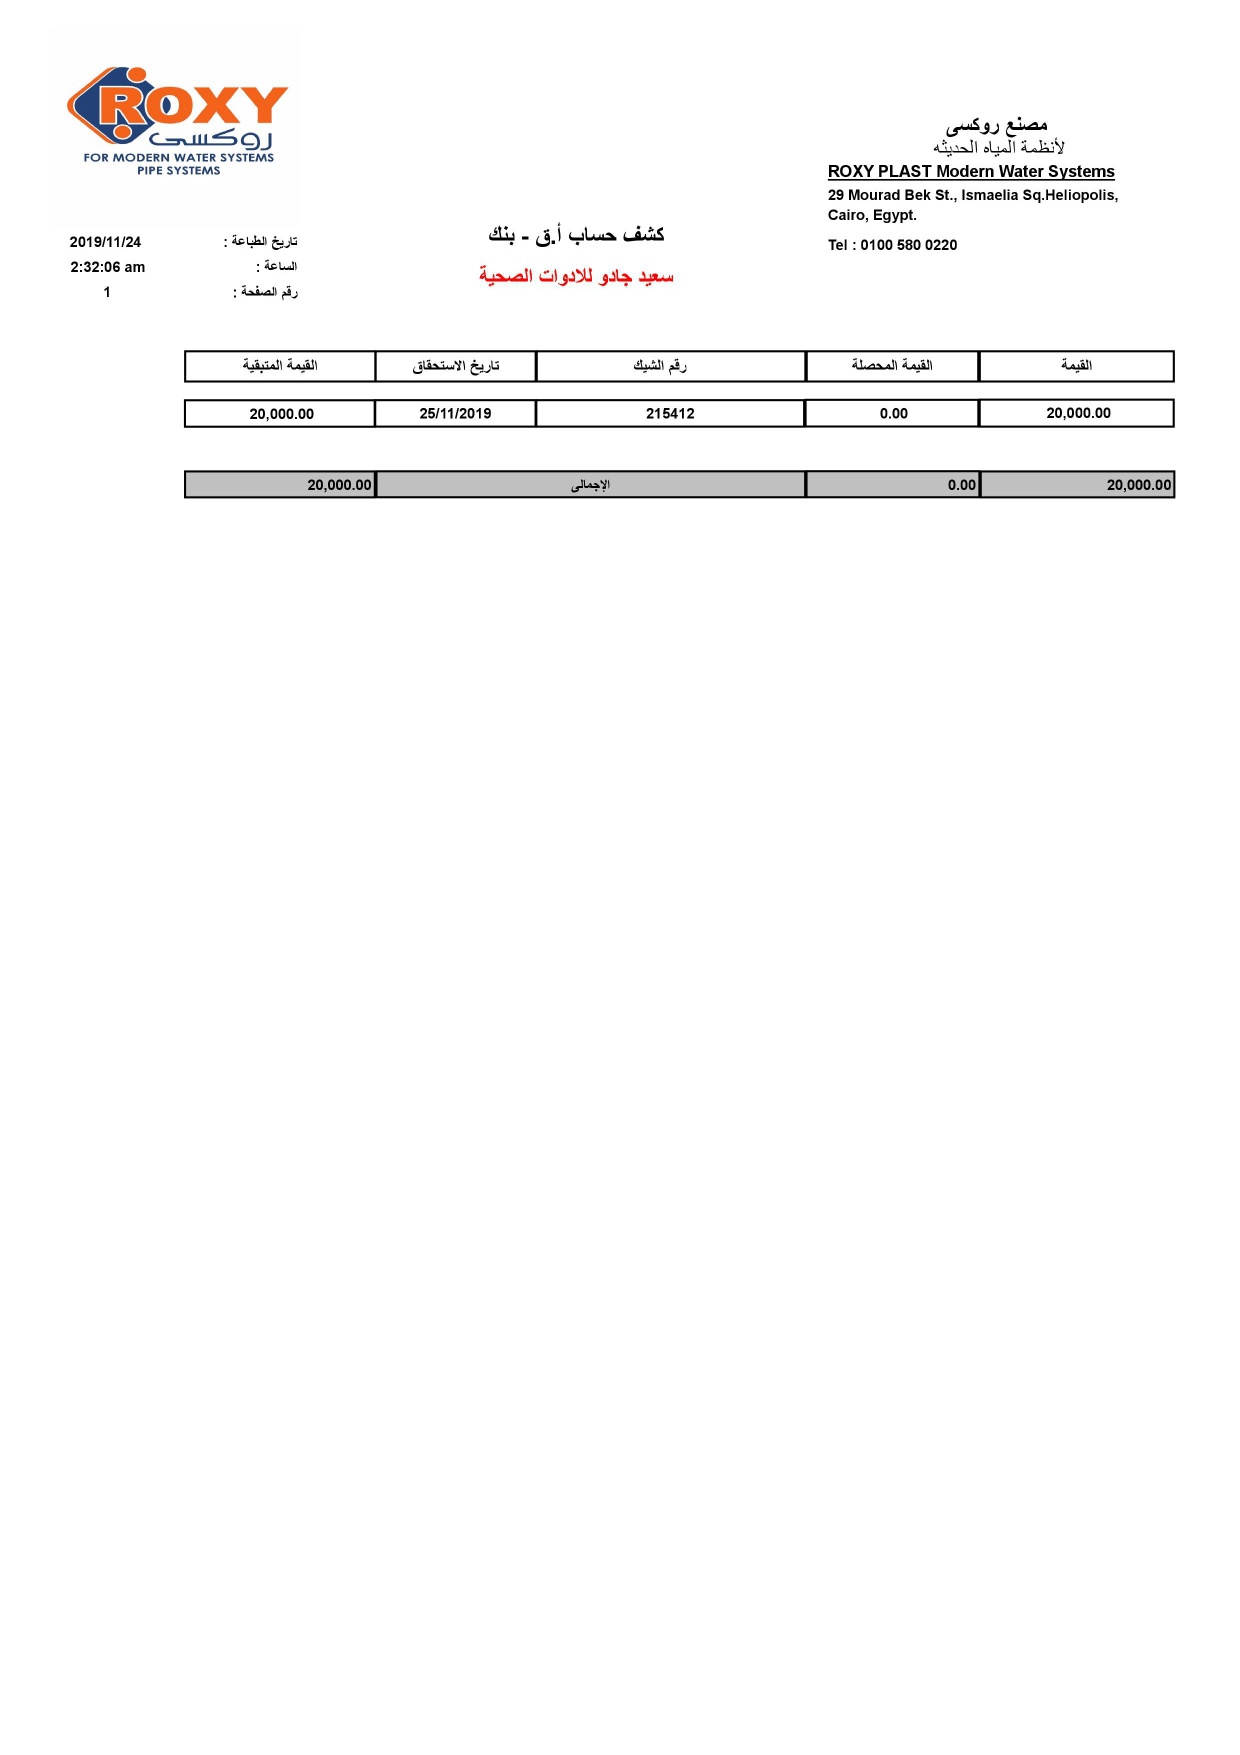 ROXY
روكسى
FOR MODERN WATER SYSTEMS
PIPE SYSTEMS
مصنع روكسى
لأنظمة المياه الحديثه
ROXY PLAST Modern Water Systems
29 Mourad Bek St., Ismaelia Sq.Heliopolis,
Cairo, Egypt.
Tel : 0100 580 0220
كشف حساب أ.ق - بنك
سعيد جادو للادوات الصحية
تاريخ الطباعة : 2019/11/24
الساعة : 2:32:06 am
رقم الصفحة : 1
القيمة القيمة المحصلة رقم الشيك تاريخ الاستحقاق القيمة المتبقية
20,000.00 0.00 215412 25/11/2019 20,000.00
20,000.00 0.00 الإجمالى 20,000.00